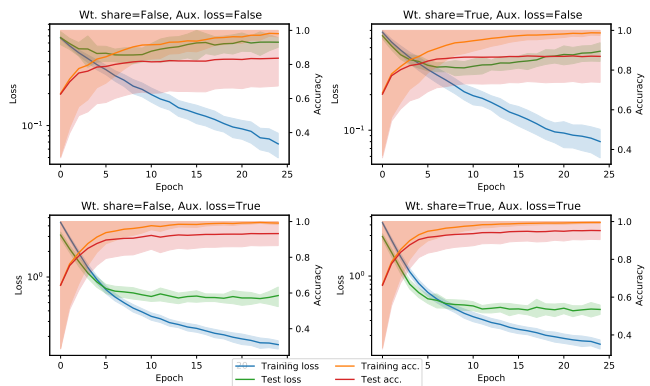 Wt. share=False, Aux. loss=False
Loss
10⁻¹
1.0
0.8
0.6
0.4
Accuracy
0
5
10
15
20
25
Epoch
Wt. share=True, Aux. loss=False
Loss
10⁻¹
1.0
0.8
0.6
0.4
Accuracy
0
5
10
15
20
25
Epoch
Wt. share=False, Aux. loss=True
Loss
10⁰
1.0
0.8
0.6
0.4
Accuracy
0
5
10
15
20
25
Epoch
Wt. share=True, Aux. loss=True
Loss
10⁰
1.0
0.8
0.6
0.4
Accuracy
0
5
10
15
20
25
Epoch
Training loss
Test loss
Training acc.
Test acc.